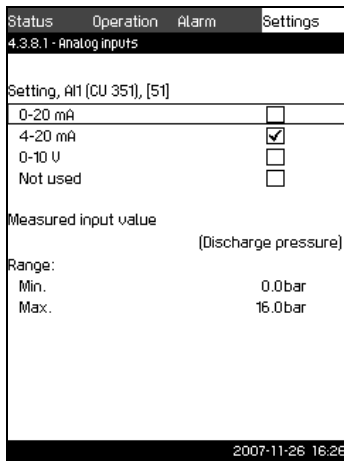 Status Operation Alarm Settings
4.3.8.1 - Analog inputs
Setting, AI1 (CU 351), [51]
0-20 mA
4-20 mA
0-10 V
Not used
Measured input value
(Discharge pressure)
Range:
Min. 0.0bar
Max. 16.0bar
2007-11-26 16:26